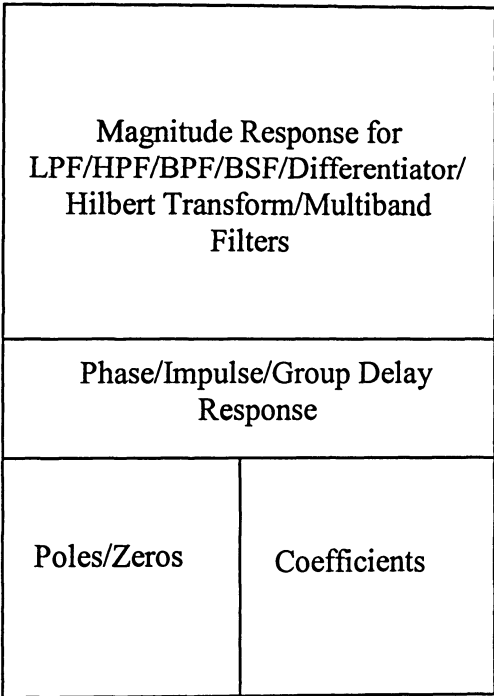 Magnitude Response for
LPF/HPF/BPF/BSF/Differentiator/
Hilbert Transform/Multiband
Filters
Phase/Impulse/Group Delay
Response
Poles/Zeros
Coefficients